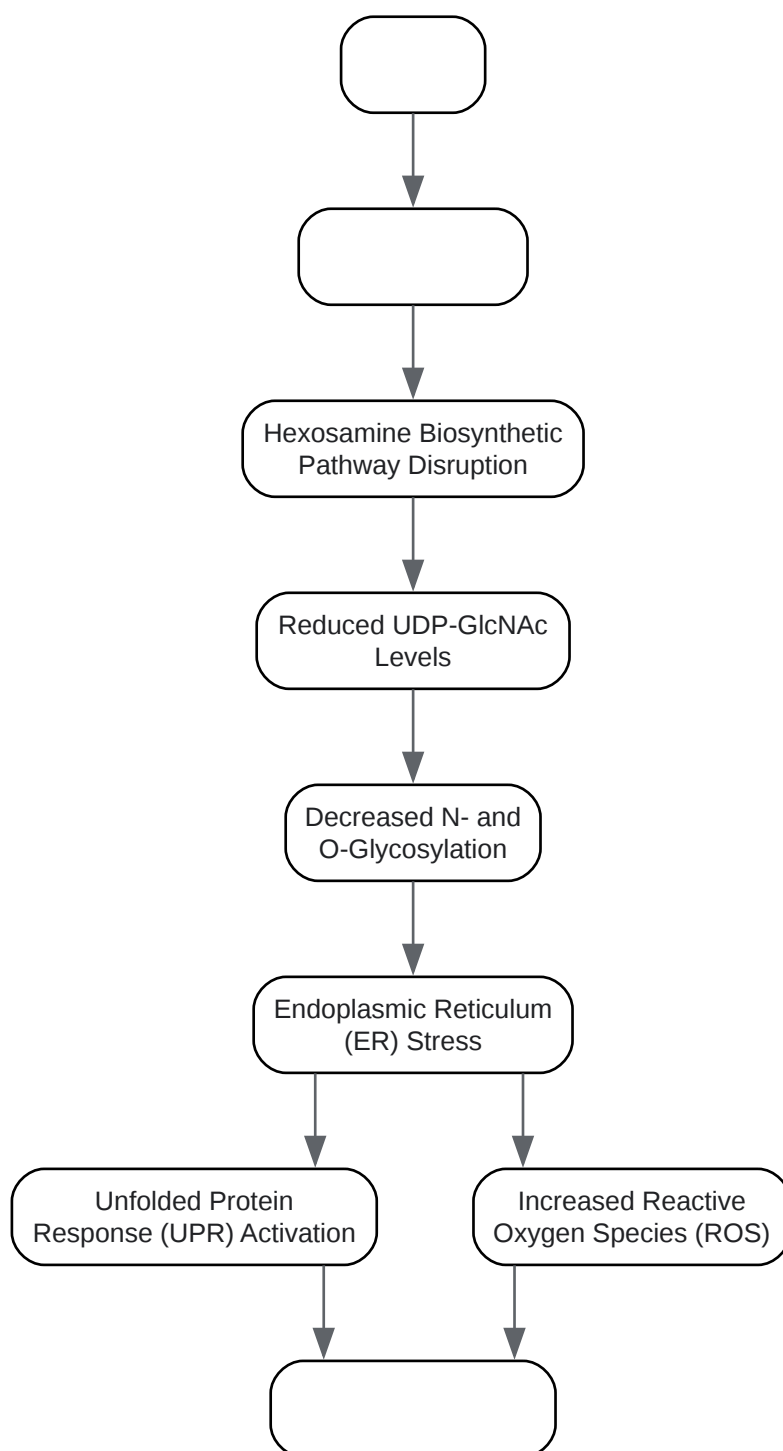 Hexosamine Biosynthetic
Pathway Disruption
Reduced UDP-GlcNAc
Levels
Decreased N- and
O-Glycosylation
Endoplasmic Reticulum
(ER) Stress
Unfolded Protein
Response (UPR) Activation
Increased Reactive
Oxygen Species (ROS)